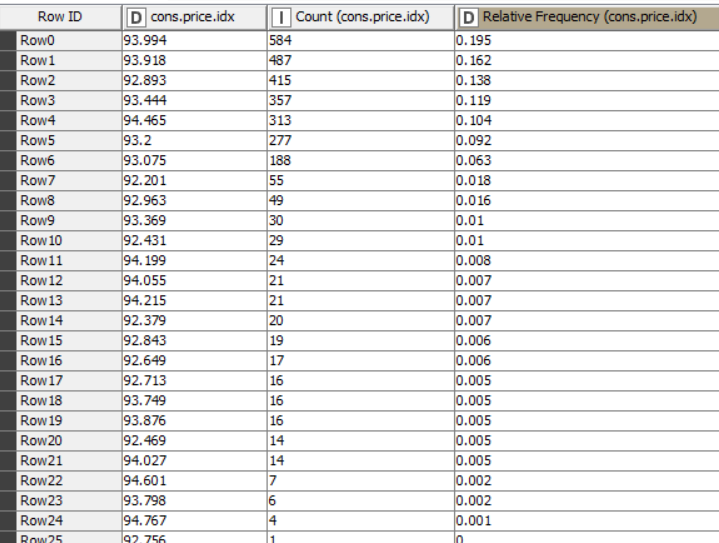 Row ID D cons.price.idx I Count (cons.price.idx) D Relative Frequency (cons.price.idx)
Row0 93.994 584 0.195
Row1 93.918 487 0.162
Row2 92.893 415 0.138
Row3 93.444 357 0.119
Row4 94.465 313 0.104
Row5 93.2 277 0.092
Row6 93.075 188 0.063
Row7 92.201 55 0.018
Row8 92.963 49 0.016
Row9 93.369 30 0.01
Row10 92.431 29 0.01
Row11 94.199 24 0.008
Row12 94.055 21 0.007
Row13 94.215 21 0.007
Row14 92.379 20 0.007
Row15 92.843 19 0.006
Row16 92.649 17 0.006
Row17 92.713 16 0.005
Row18 93.749 16 0.005
Row19 93.876 16 0.005
Row20 92.469 14 0.005
Row21 94.027 14 0.005
Row22 94.601 7 0.002
Row23 93.798 6 0.002
Row24 94.767 4 0.001
Row25 92.756 1 0